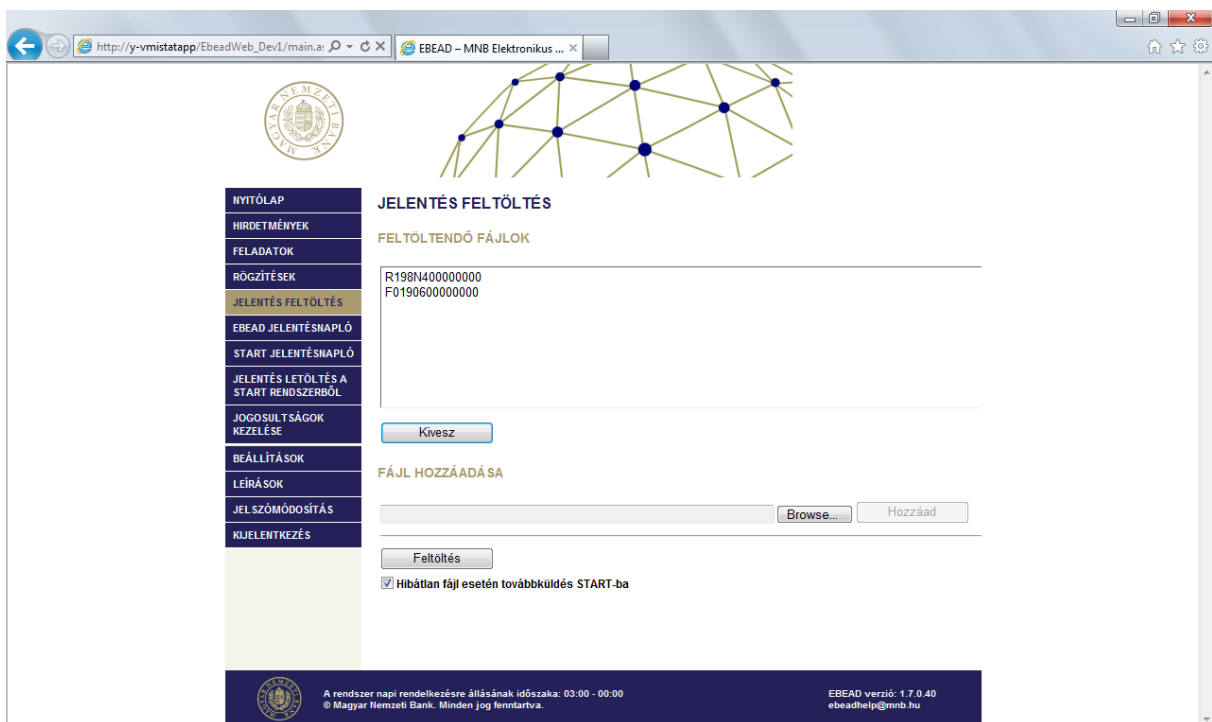 http://y-vmistatapp/EbeadWeb_Dev1/main.a:
EBEAD – MNB Elektronikus ...
MAGYAR NEMZETI BANK
NYITÓLAP
HIRDETMÉNYEK
FELADATOK
RÖGZÍTÉSEK
JELENTÉS FELTÖLTÉS
EBEAD JELENTÉSNAPLÓ
START JELENTÉSNAPLÓ
JELENTÉS LETÖLTÉS A
START RENDSZERBŐL
JOGOSULTSÁGOK
KEZELÉSE
BEÁLLÍTÁSOK
LEÍRÁSOK
JELSZÓMÓDOSÍTÁS
KIJELENTKEZÉS
JELENTÉS FELTÖLTÉS
FELTÖLTENDŐ FÁJLOK
R198N400000000
F0190600000000
Kivesz
FÁJL HOZZÁADÁSA
Browse...
Hozzáad
Feltöltés
Hibátlan fájl esetén továbbküldés START-ba
A rendszer napi rendelkezésre állásának időszaka: 03:00 - 00:00
© Magyar Nemzeti Bank. Minden jog fenntartva.
EBEAD verzió: 1.7.0.40
ebeadhelp@mnb.hu